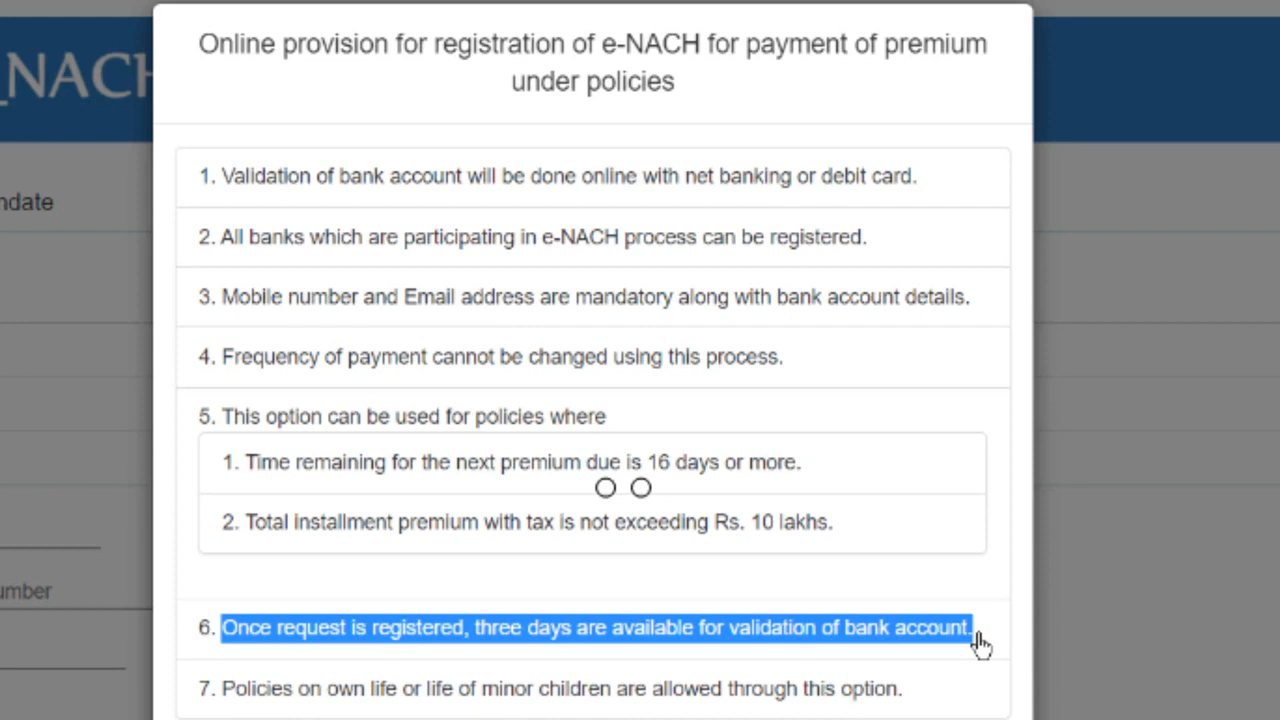 _NACH
Online provision for registration of e-NACH for payment of premium
under policies
1. Validation of bank account will be done online with net banking or debit card.
ndate
2. All banks which are participating in e-NACH process can be registered.
3. Mobile number and Email address are mandatory along with bank account details.
4. Frequency of payment cannot be changed using this process.
5. This option can be used for policies where
1. Time remaining for the next premium due is 16 days or more.
2. Total installment premium with tax is not exceeding Rs. 10 lakhs.
umber
6. Once request is registered, three days are available for validation of bank account.
7. Policies on own life or life of minor children are allowed through this option.